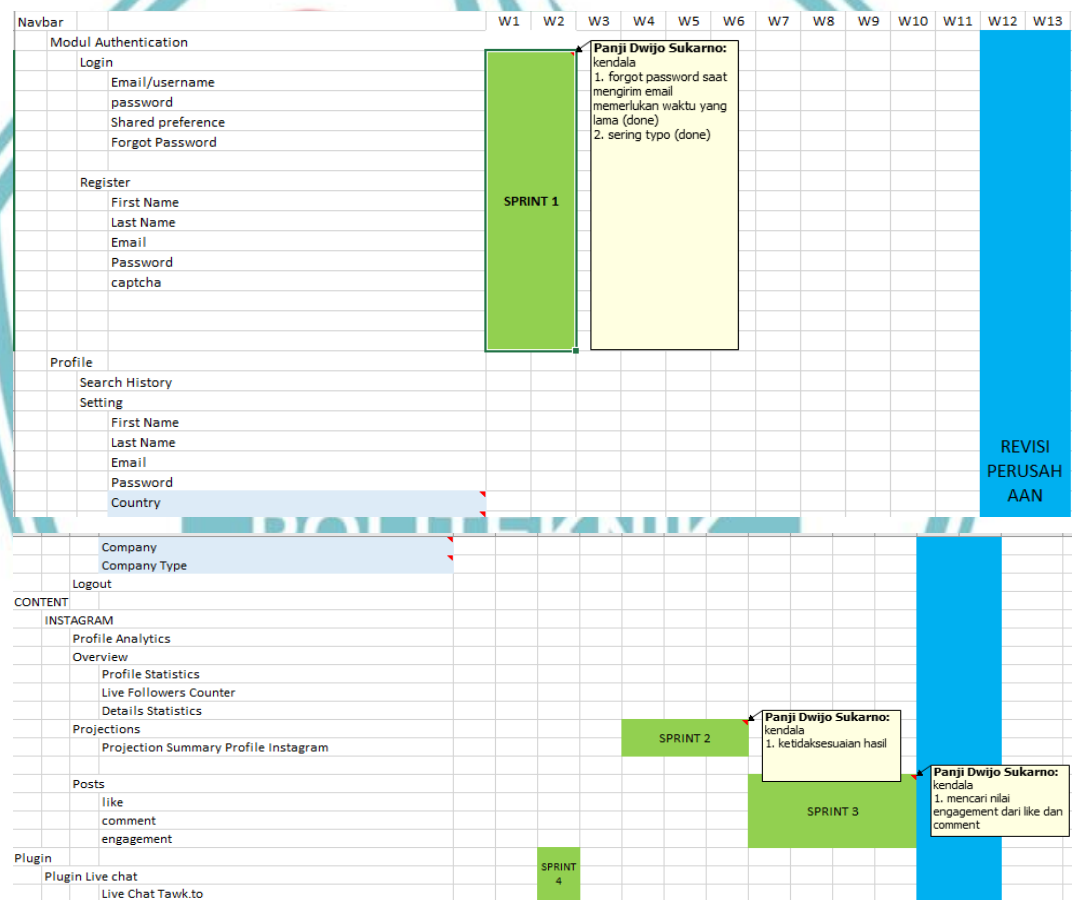 Navbar W1 W2 W3 W4 W5 W6 W7 W8 W9 W10 W11 W12 W13
Modul Authentication
Login
Email/username
password
Shared preference
Forgot Password
Register
First Name
Last Name
Email
Password
captcha
SPRINT 1
Panji Dwijo Sukarno:
kendala
1. forgot password saat
mengirim email
memerlukan waktu yang
lama (done)
2. sering typo (done)
Profile
Search History
Setting
First Name
Last Name
Email
Password
Country
REVISI
PERUSAH
AAN
POLITEKNIK
Company
Company Type
Logout
CONTENT
INSTAGRAM
Profile Analytics
Overview
Profile Statistics
Live Followers Counter
Details Statistics
Projections
Projection Summary Profile Instagram
SPRINT 2
Panji Dwijo Sukarno:
kendala
1. ketidaksesuaian hasil
Posts
like
comment
engagement
SPRINT 3
Panji Dwijo Sukarno:
kendala
1. mencari nilai
engagement dari like dan
comment
Plugin
Plugin Live chat
Live Chat Tawk.to
SPRINT
4